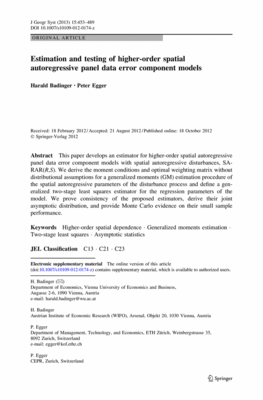 J Geogr Syst (2013) 15:453–489
DOI 10.1007/s10109-012-0174-z
ORIGINAL ARTICLE
Estimation and testing of higher-order spatial
autoregressive panel data error component models
Harald Badinger · Peter Egger
Received: 18 February 2012 / Accepted: 21 August 2012 / Published online: 18 October 2012
© Springer-Verlag 2012
Abstract This paper develops an estimator for higher-order spatial autoregressive
panel data error component models with spatial autoregressive disturbances, SA-
RAR(R,S). We derive the moment conditions and optimal weighting matrix without
distributional assumptions for a generalized moments (GM) estimation procedure of
the spatial autoregressive parameters of the disturbance process and define a gen-
eralized two-stage least squares estimator for the regression parameters of the
model. We prove consistency of the proposed estimators, derive their joint
asymptotic distribution, and provide Monte Carlo evidence on their small sample
performance.
Keywords Higher-order spatial dependence · Generalized moments estimation ·
Two-stage least squares · Asymptotic statistics
JEL Classification C13 · C21 · C23
Electronic supplementary material The online version of this article
(doi:10.1007/s10109-012-0174-z) contains supplementary material, which is available to authorized users.
H. Badinger (✉)
Department of Economics, Vienna University of Economics and Business,
Augasse 2-6, 1090 Vienna, Austria
e-mail: harald.badinger@wu.ac.at
H. Badinger
Austrian Institute of Economic Research (WIFO), Arsenal, Objekt 20, 1030 Vienna, Austria
P. Egger
Department of Management, Technology, and Economics, ETH Zürich, Weinbergstrasse 35,
8092 Zurich, Switzerland
e-mail: egger@kof.ethz.ch
P. Egger
CEPR, Zurich, Switzerland
Springer